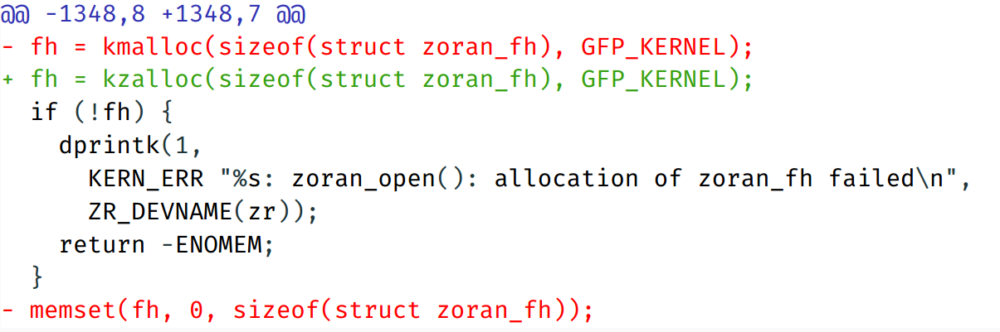 @@ -1348,8 +1348,7 @@
- fh = kmalloc(sizeof(struct zoran_fh), GFP_KERNEL);
+ fh = kzalloc(sizeof(struct zoran_fh), GFP_KERNEL);
  if (!fh) {
    dprintk(1,
      KERN_ERR "%s: zoran_open(): allocation of zoran_fh failed\n",
      ZR_DEVNAME(zr));
    return -ENOMEM;
  }
- memset(fh, 0, sizeof(struct zoran_fh));